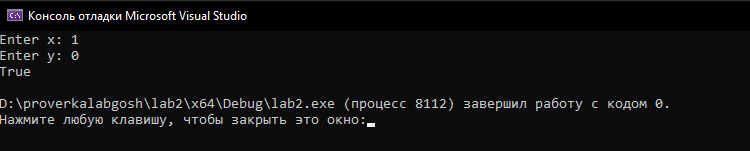 Консоль отладки Microsoft Visual Studio
Enter x: 1
Enter y: 0
True
D:\proverkalabgosh\lab2\x64\Debug\lab2.exe (процесс 8112) завершил работу с кодом 0.
Нажмите любую клавишу, чтобы закрыть это окно: